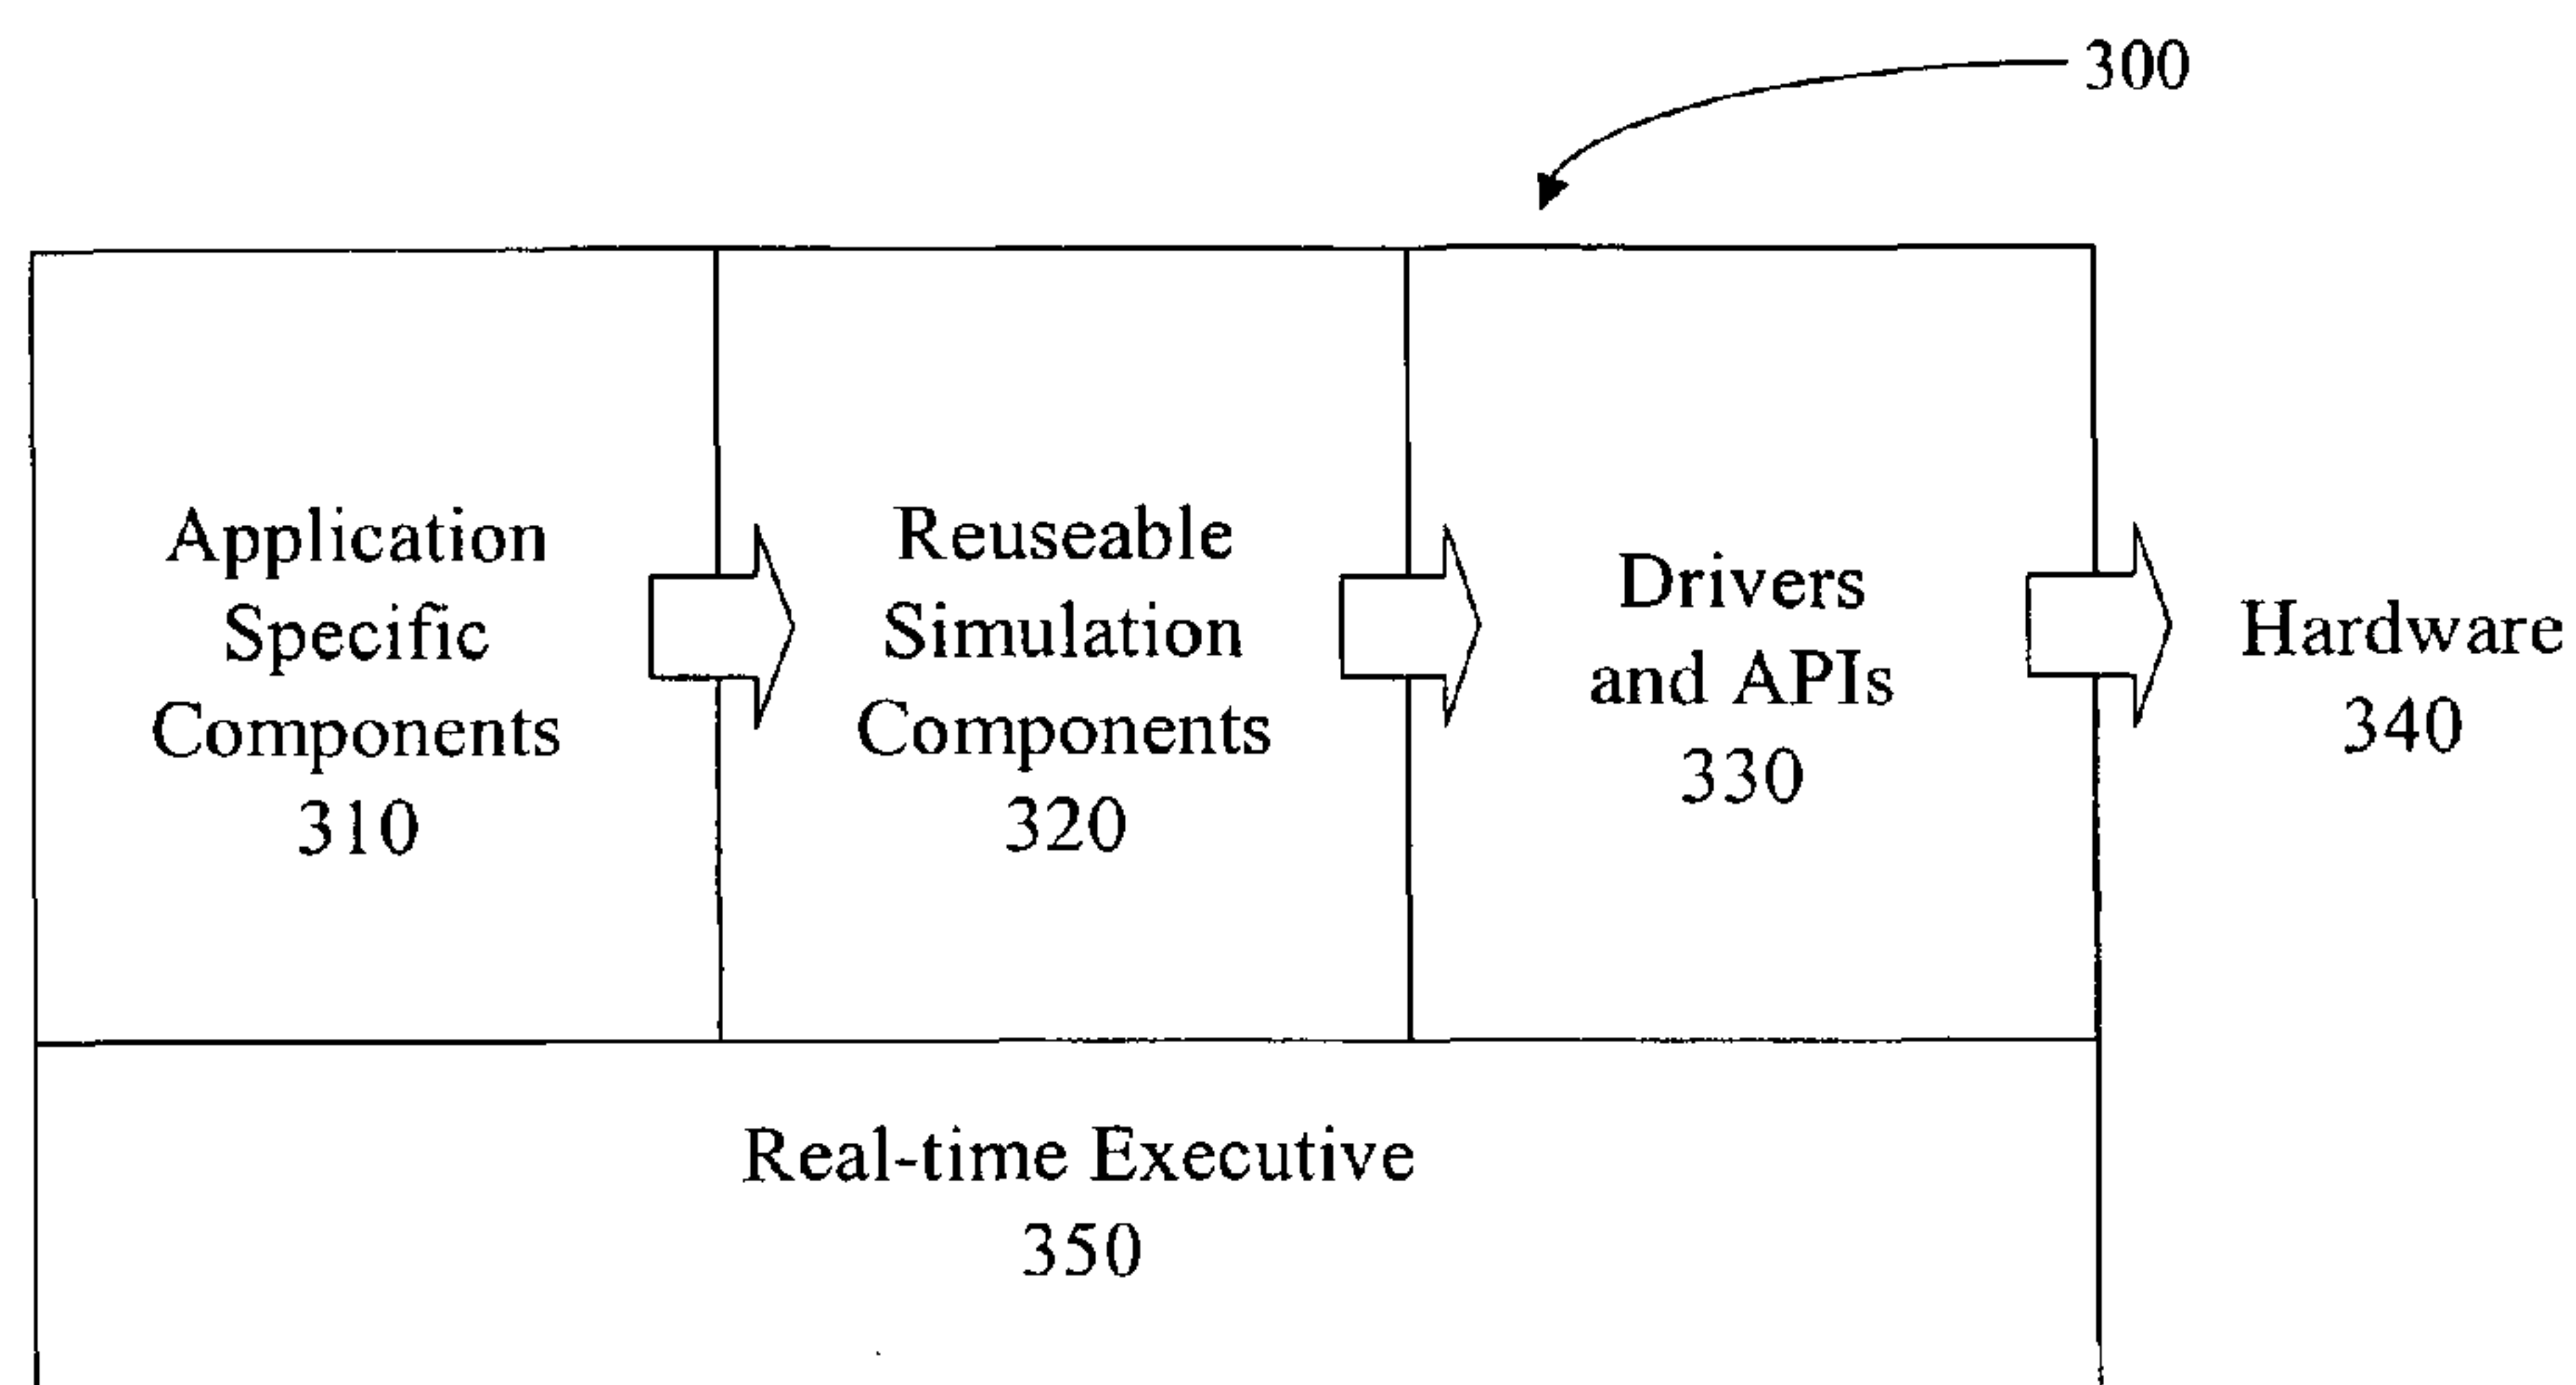 300
Application
Specific
Components
310
Reuseable
Simulation
Components
320
Drivers
and APIs
330
Hardware
340
Real-time Executive
350